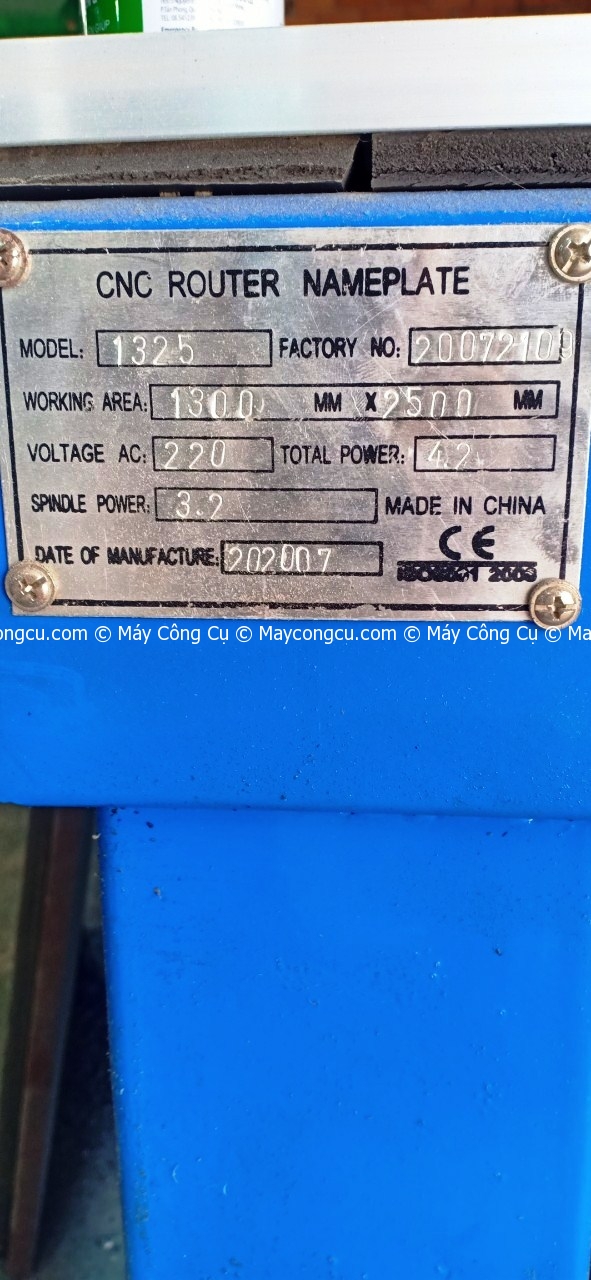 CNC ROUTER NAMEPLATE
MODEL: 1325 FACTORY NO: 20072109
WORKING AREA: 1300 MM X 2500 MM
VOLTAGE AC: 220 TOTAL POWER: 4.2
SPINDLE POWER: 3.2 MADE IN CHINA
CE
DATE OF MANUFACTURE: 202007
2000
ongcu.com © Máy Công Cụ © Maycongcu.com © Máy Công Cụ © Ma